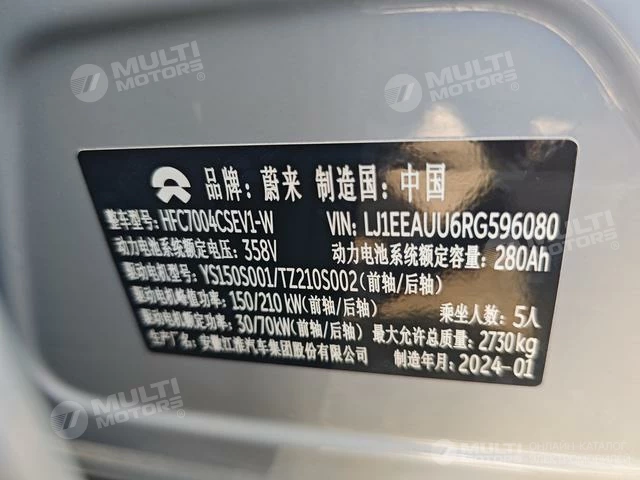 MULTI MOTORS®
MULTI MOTORS®
品牌: 蔚来 制造国: 中国
整车型号: HFC7004CSEV1-W VIN: LJ1EEAUU6RG596080
动力电池系统额定电压: 358V 动力电池系统额定容量: 280Ah
驱动电机型号: YS150S001/TZ210S002(前轴/后轴)
驱动电机峰值功率: 150/210kW(前轴/后轴) 乘坐人数: 5人
驱动电机额定功率: 30/70kW(前轴/后轴) 最大允许总质量: 2730kg
生产厂名: 安徽江淮汽车集团股份有限公司 制造年月: 2024-01
MULTI MOTORS®
MULTI MOTORS
ОНЛАЙН-КАТАЛОГ